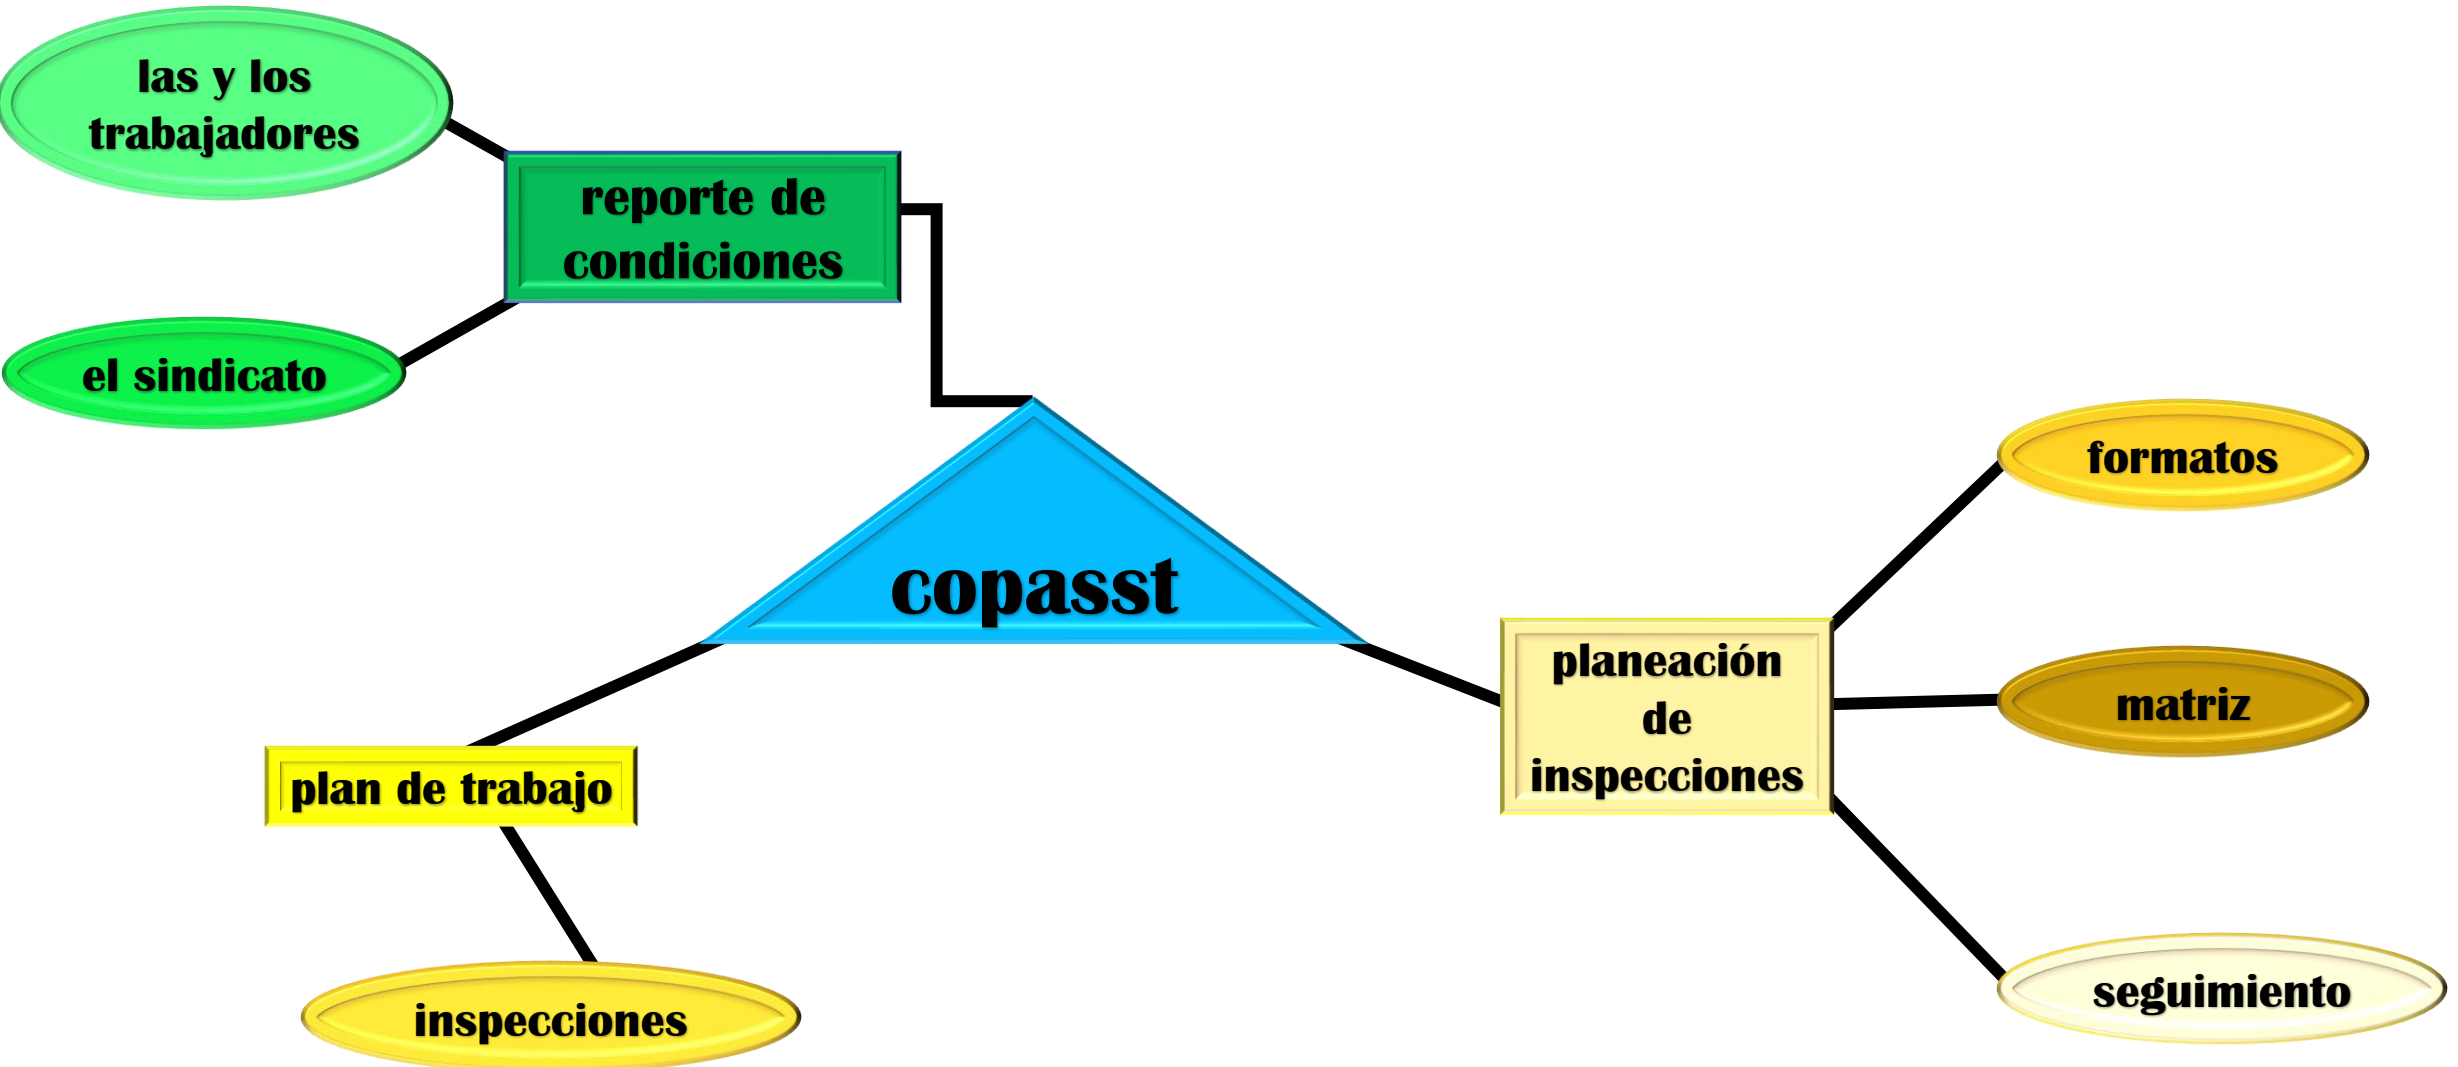 las y los
trabajadores
reporte de
condiciones
el sindicato
copasst
formatos
planeación
de
inspecciones
matriz
seguimiento
plan de trabajo
inspecciones